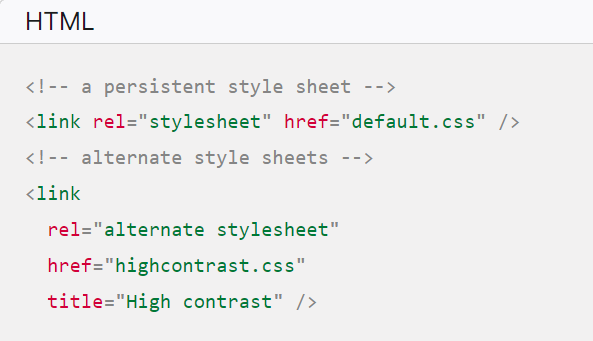 HTML
<!-- a persistent style sheet -->
<link rel="stylesheet" href="default.css" />
<!-- alternate style sheets -->
<link
  rel="alternate stylesheet"
  href="highcontrast.css"
  title="High contrast" />